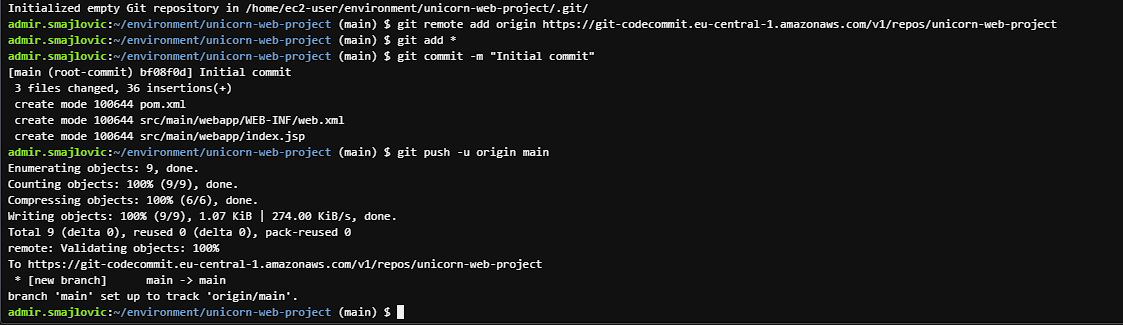 Initialized empty Git repository in /home/ec2-user/environment/unicorn-web-project/.git/
admir.smajlovic:~/environment/unicorn-web-project (main) $ git remote add origin https://git-codecommit.eu-central-1.amazonaws.com/v1/repos/unicorn-web-project
admir.smajlovic:~/environment/unicorn-web-project (main) $ git add *
admir.smajlovic:~/environment/unicorn-web-project (main) $ git commit -m "Initial commit"
[main (root-commit) bf08f0d] Initial commit
 3 files changed, 36 insertions(+)
 create mode 100644 pom.xml
 create mode 100644 src/main/webapp/WEB-INF/web.xml
 create mode 100644 src/main/webapp/index.jsp
admir.smajlovic:~/environment/unicorn-web-project (main) $ git push -u origin main
Enumerating objects: 9, done.
Counting objects: 100% (9/9), done.
Compressing objects: 100% (6/6), done.
Writing objects: 100% (9/9), 1.07 KiB | 274.00 KiB/s, done.
Total 9 (delta 0), reused 0 (delta 0), pack-reused 0
remote: Validating objects: 100%
To https://git-codecommit.eu-central-1.amazonaws.com/v1/repos/unicorn-web-project
 * [new branch]      main -> main
branch 'main' set up to track 'origin/main'.
admir.smajlovic:~/environment/unicorn-web-project (main) $